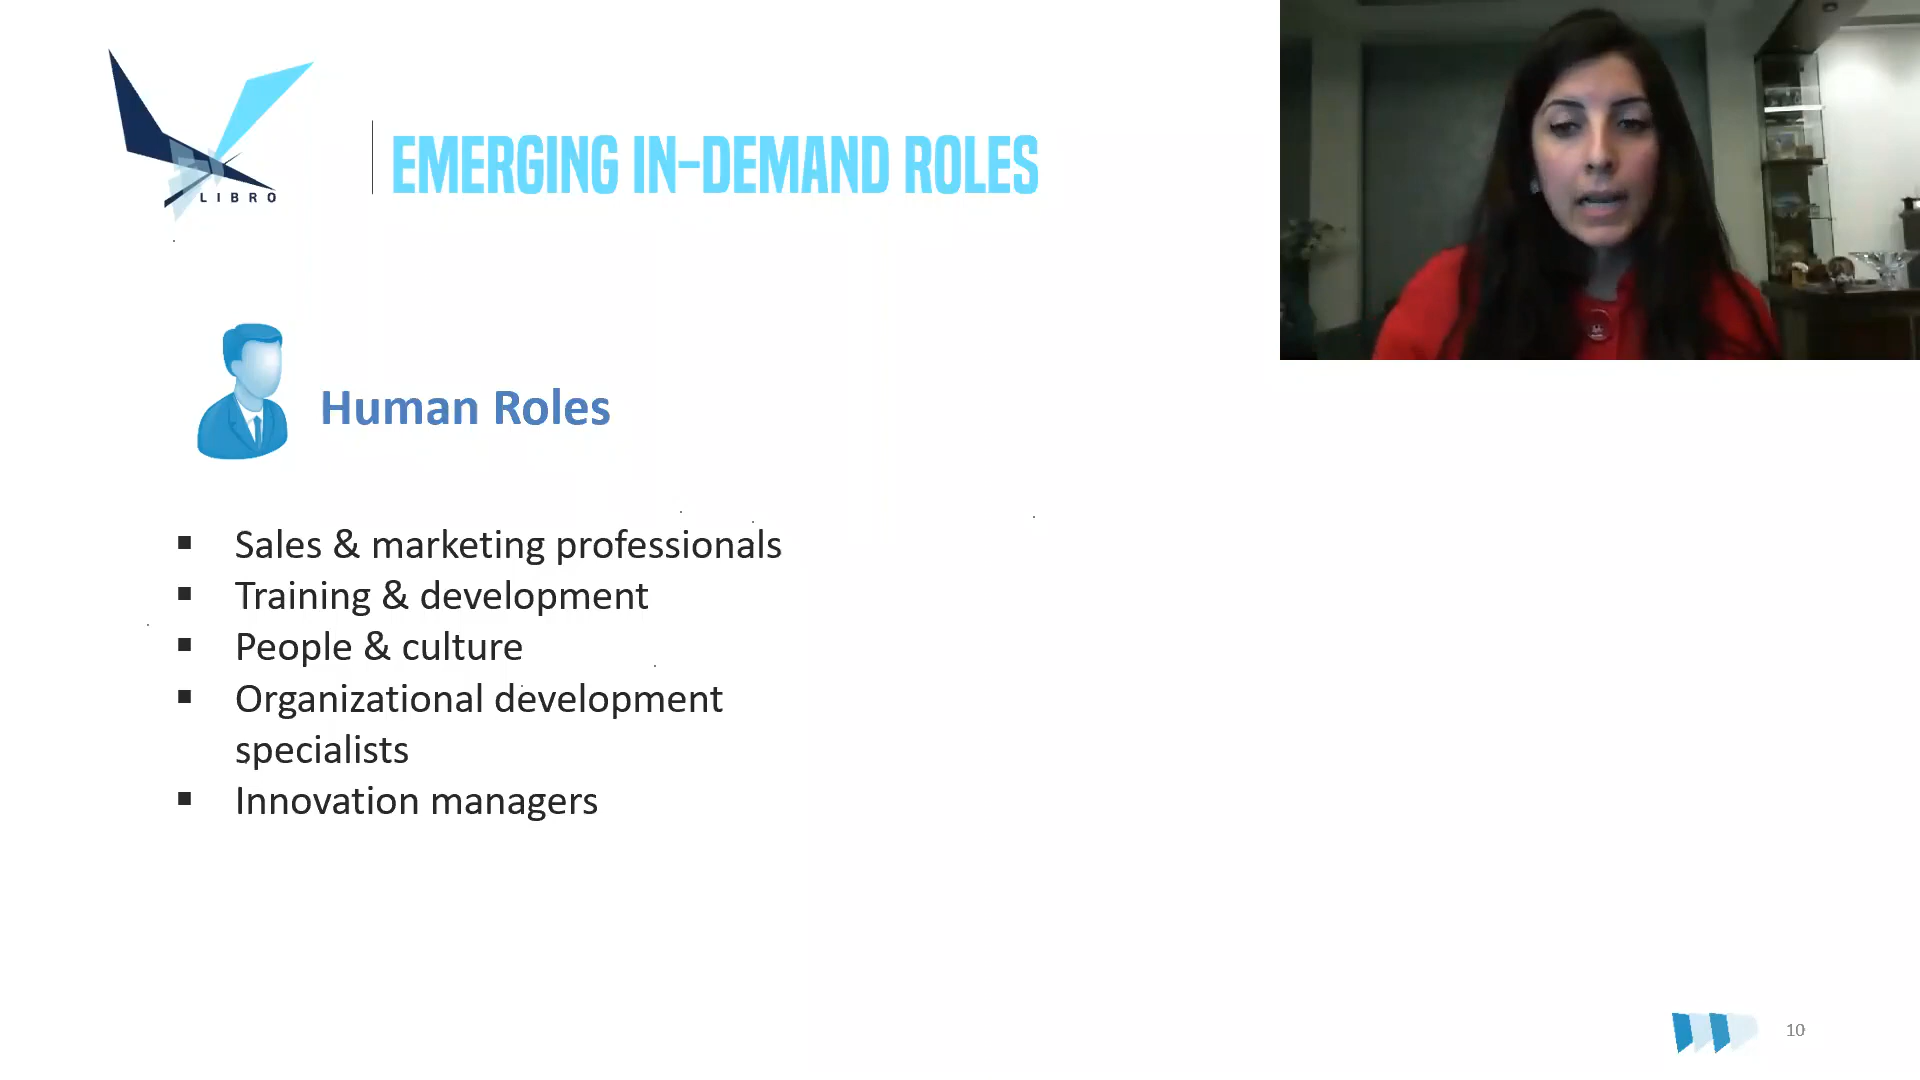 LIBRO
EMERGING IN-DEMAND ROLES
Human Roles
▪ Sales & marketing professionals
▪ Training & development
▪ People & culture
▪ Organizational development
specialists
▪ Innovation managers
10